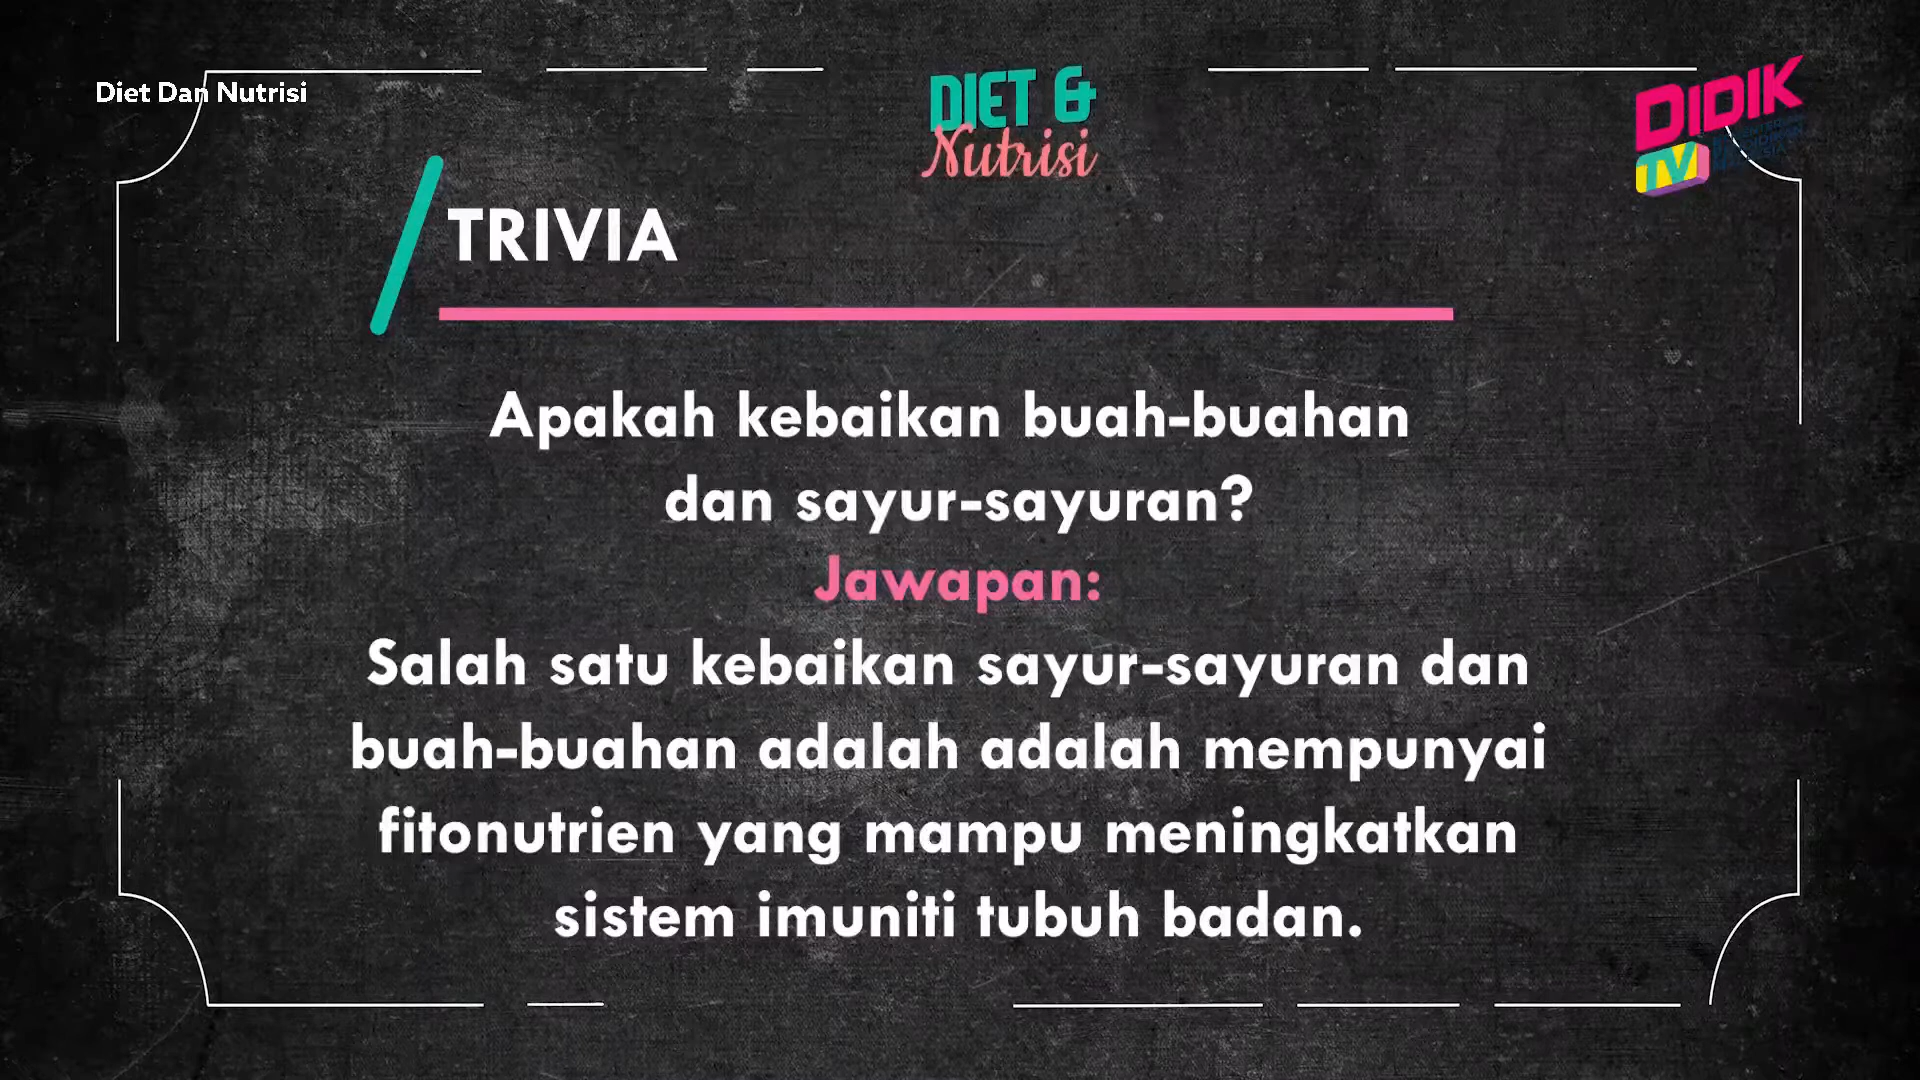 Diet Dan Nutrisi
DIET &
Nutrisi
DIDIK
TV
TRIVIA
Apakah kebaikan buah-buahan
dan sayur-sayuran?
Jawapan:
Salah satu kebaikan sayur-sayuran dan
buah-buahan adalah adalah mempunyai
fitonutrien yang mampu meningkatkan
sistem imuniti tubuh badan.